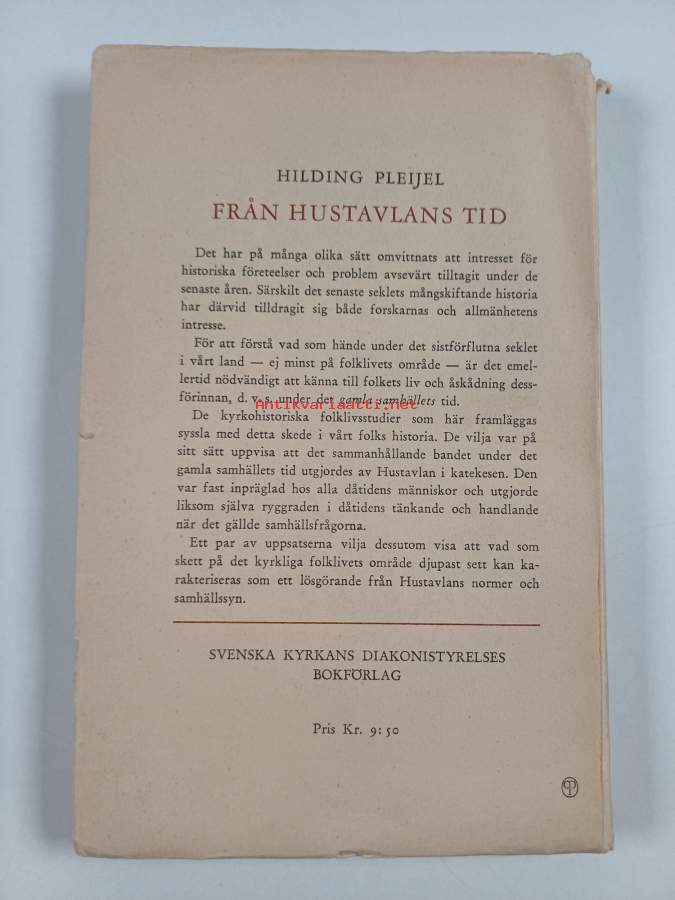 HILDING PLEIJEL
FRÅN HUSTAVLANS TID
Det har på många olika sätt omvittnats att intresset för
historiska företeelser och problem avsevärt tilltagit under de
senaste åren. Särskilt det senaste seklets mångskiftande historia
har därvid tilldragit sig både forskarnas och allmänhetens
intresse.
För att förstå vad som hände under det sistförflutna seklet
i vårt land — ej minst på folklivets område — är det emel-
lertid nödvändigt att känna till folkets liv och åskådning dess-
förinnan, d. v. s. under det gamla samhällets tid.
Antikvariaatti.net
De kyrkohistoriska folklivsstudier som här framläggas
syssla med detta skede i vårt folks historia. De vilja var på
sitt sätt uppvisa att det sammanhållande bandet under det
gamla samhällets tid utgjordes av Hustavlan i katekesen. Den
var fast inpräglad hos alla dåtidens människor och utgjorde
liksom själva ryggraden i dåtidens tänkande och handlande
när det gällde samhällsfrågorna.
Ett par av uppsatserna vilja dessutom visa att vad som
skett på det kyrkliga folklivets område djupast sett kan ka-
rakteriseras som ett lösgörande från Hustavlans normer och
samhällssyn.
SVENSKA KYRKANS DIAKONISTYRELSES
BOKFÖRLAG
Pris Kr. 9:50